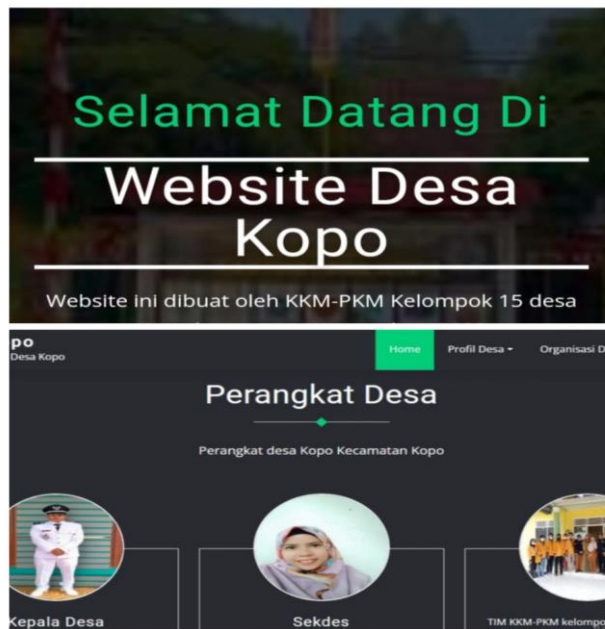 Selamat Datang Di
Website Desa
Kopo
Website ini dibuat oleh KKM-PKM Kelompok 15 desa
po
Desa Kopo
Home Profil Desa Organisasi D
Perangkat Desa
Perangkat desa Kopo Kecamatan Kopo
Kepala Desa
Sekdes
TIM KKM-PKM kelompo